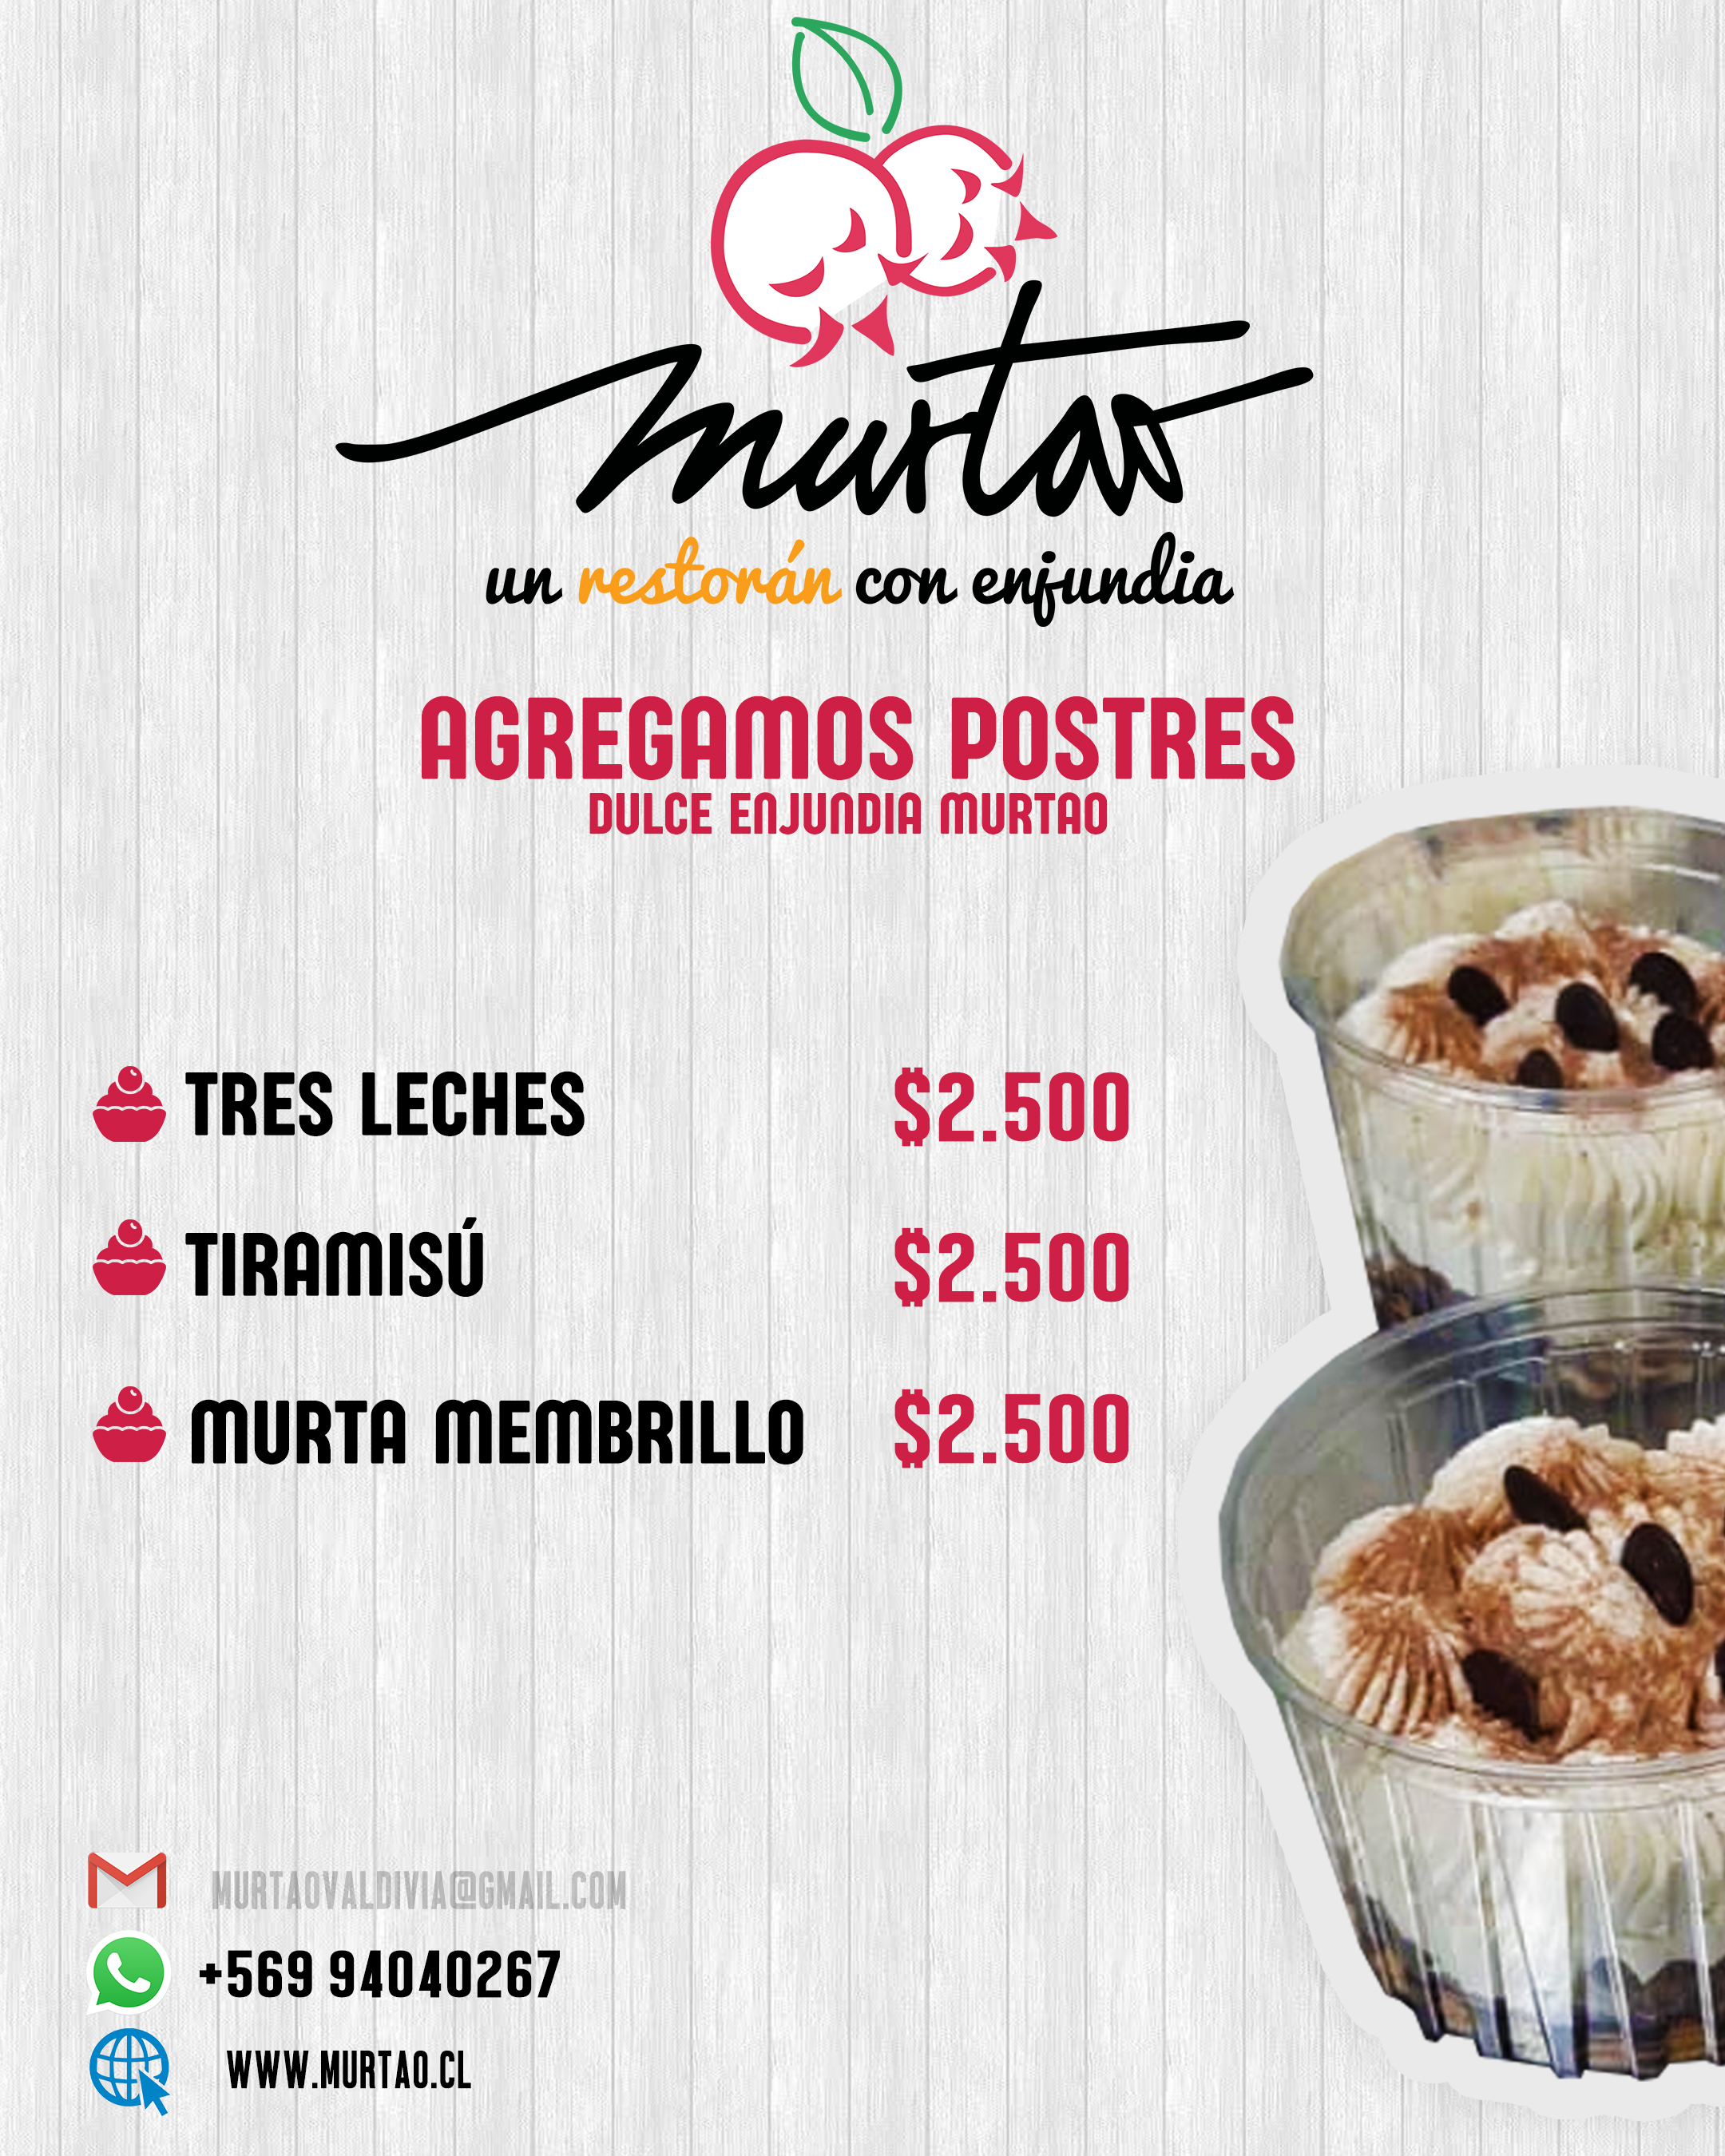 murtao
un restorán con enjundia
AGREGAMOS POSTRES
DULCE ENJUNDIA MURTAO
TRES LECHES $2.500
TIRAMISÚ $2.500
MURTA MEMBRILLO $2.500
MURTAOVALDIVIA@GMAIL.COM
+569 94040267
WWW.MURTAO.CL